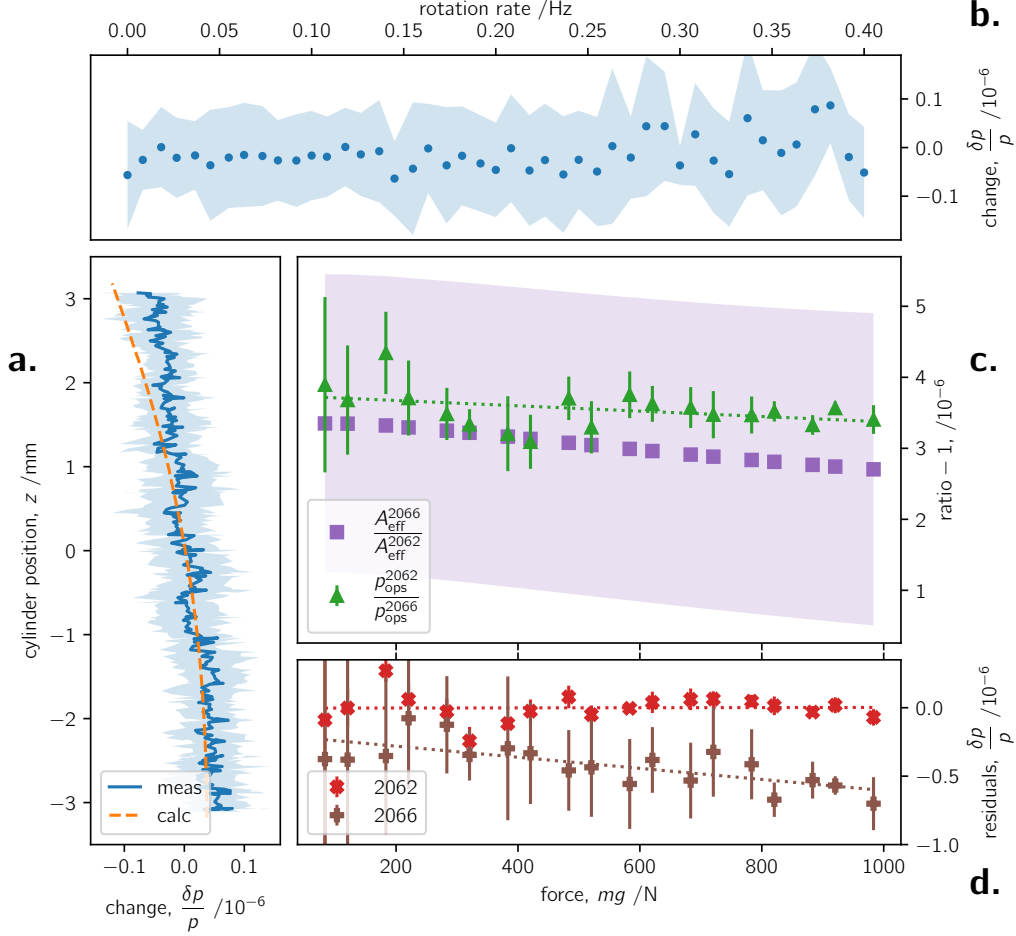 rotation rate /Hz
b.
0.00 0.05 0.10 0.15 0.20 0.25 0.30 0.35 0.40
0.1
0.0
−0.1
change, δp/p /10⁻⁶
a.
3
2
1
0
−1
−2
−3
cylinder position, z /mm
meas
calc
−0.1 0.0 0.1
change, δp/p /10⁻⁶
c.
5
4
3
2
1
ratio − 1, /10⁻⁶
A_eff^2066/A_eff^2062
p_ops^2062/p_ops^2066
0.0
−0.5
−1.0
residuals, δp/p /10⁻⁶
2062
2066
200 400 600 800 1000
force, mg /N
d.